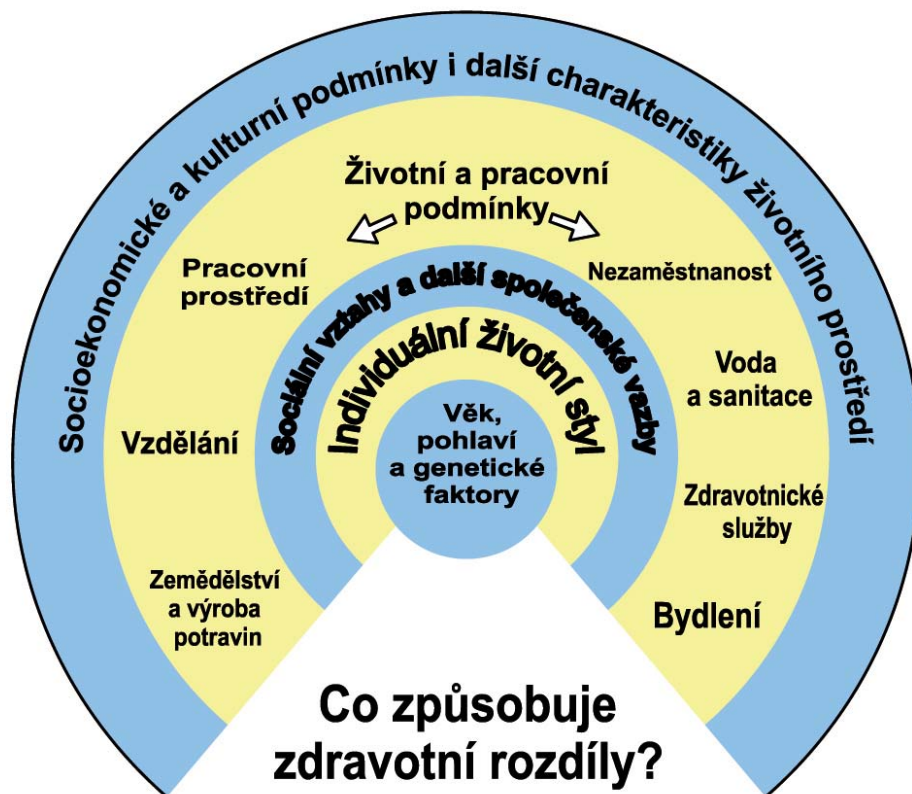 Socioekonomické a kulturní podmínky i další charakteristiky životního prostředí
Životní a pracovní
podmínky
Pracovní
prostředí
Nezaměstnanost
Sociální vztahy a další společenské vazby
Individuální životní styl
Voda
a sanitace
Věk,
pohlaví
a genetické
faktory
Vzdělání
Zdravotnické
služby
Zemědělství
a výroba
potravin
Bydlení
Co způsobuje
zdravotní rozdíly?